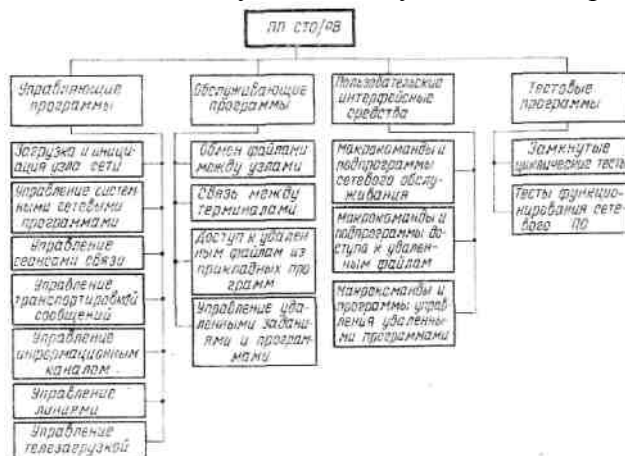 ПП СТО/РВ
Управляющие
программы
Загрузка и иници-
ация узла сети
Управление систем-
ными сетевыми
программами
Управление
сеансами связи
Управление
транспортировкой
сообщений
Управление
информационным
каналом
Управление
линиями
Управление
телезагрузкой
Обслуживающие
программы
Обмен файлами
между узлами
Связь между
терминалами
Доступ к удален-
ным файлам из
прикладных про
грамм
Управление уда-
ленными задани-
ями и програм-
мами
Пользовательские
интерфейсные
средства
Макрокоманды и
подпрограммы
сетевого обслу-
живания
Макрокоманды и
подпрограммы до-
ступа к удален-
ным файлам
Макрокоманды и
программы управ-
ления удаленны-
ми программами
Тестовые
программы
Замкнутые
циклические тесты
Тесты функцио-
нирования сете-
вого ПО